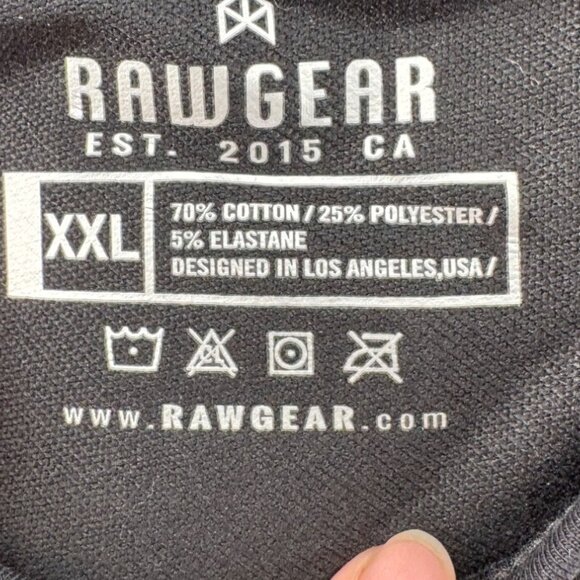 RAWGEAR
EST. 2015 CA
XXL
70% COTTON / 25% POLYESTER /
5% ELASTANE
DESIGNED IN LOS ANGELES,USA /
www.RAWGEAR.com